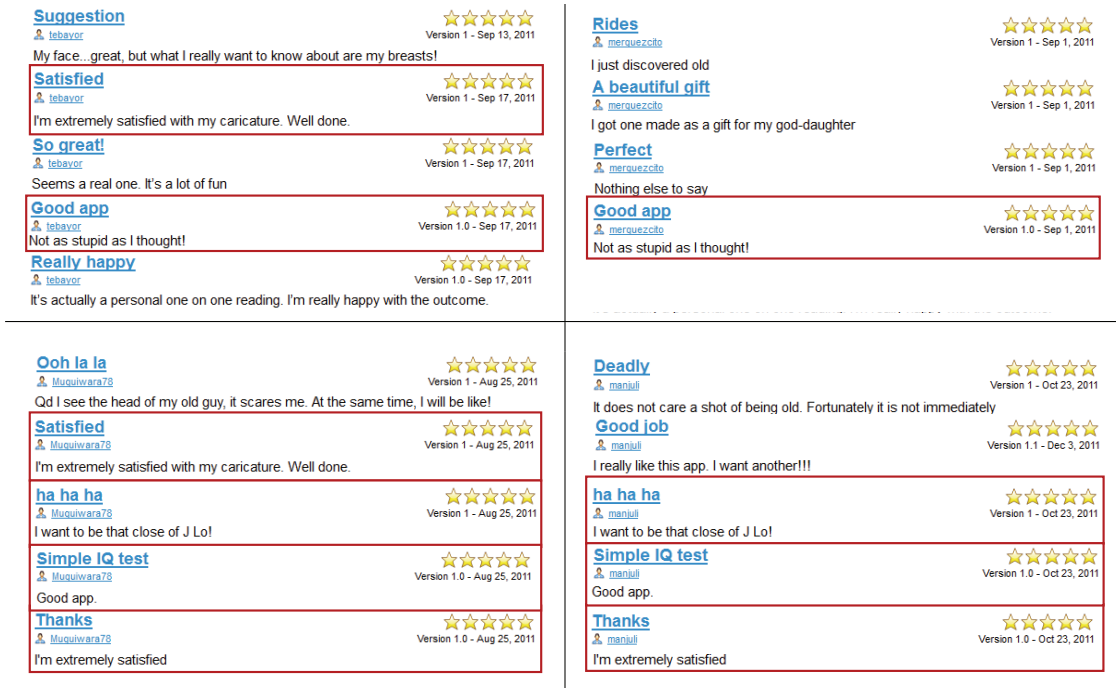 Suggestion
tebayor
Version 1 - Sep 13, 2011
My face...great, but what I really want to know about are my breasts!
Satisfied
tebayor
Version 1 - Sep 17, 2011
I'm extremely satisfied with my caricature. Well done.
So great!
tebayor
Version 1 - Sep 17, 2011
Seems a real one. It's a lot of fun
Good app
tebayor
Version 1.0 - Sep 17, 2011
Not as stupid as I thought!
Really happy
tebayor
Version 1.0 - Sep 17, 2011
It's actually a personal one on one reading. I'm really happy with the outcome.
Rides
merquezcito
Version 1 - Sep 1, 2011
I just discovered old
A beautiful gift
merquezcito
Version 1 - Sep 1, 2011
I got one made as a gift for my god-daughter
Perfect
merquezcito
Version 1 - Sep 1, 2011
Nothing else to say
Good app
merquezcito
Version 1.0 - Sep 1, 2011
Not as stupid as I thought!
Ooh la la
Muguiwara78
Version 1 - Aug 25, 2011
Qd I see the head of my old guy, it scares me. At the same time, I will be like!
Satisfied
Muguiwara78
Version 1 - Aug 25, 2011
I'm extremely satisfied with my caricature. Well done.
ha ha ha
Muguiwara78
Version 1 - Aug 25, 2011
I want to be that close of J Lo!
Simple IQ test
Muguiwara78
Version 1.0 - Aug 25, 2011
Good app.
Thanks
Muguiwara78
Version 1.0 - Aug 25, 2011
I'm extremely satisfied
Deadly
manjuli
Version 1 - Oct 23, 2011
It does not care a shot of being old. Fortunately it is not immediately
Good job
manjuli
Version 1.1 - Dec 3, 2011
I really like this app. I want another!!!
ha ha ha
manjuli
Version 1 - Oct 23, 2011
I want to be that close of J Lo!
Simple IQ test
manjuli
Version 1.0 - Oct 23, 2011
Good app.
Thanks
manjuli
Version 1.0 - Oct 23, 2011
I'm extremely satisfied